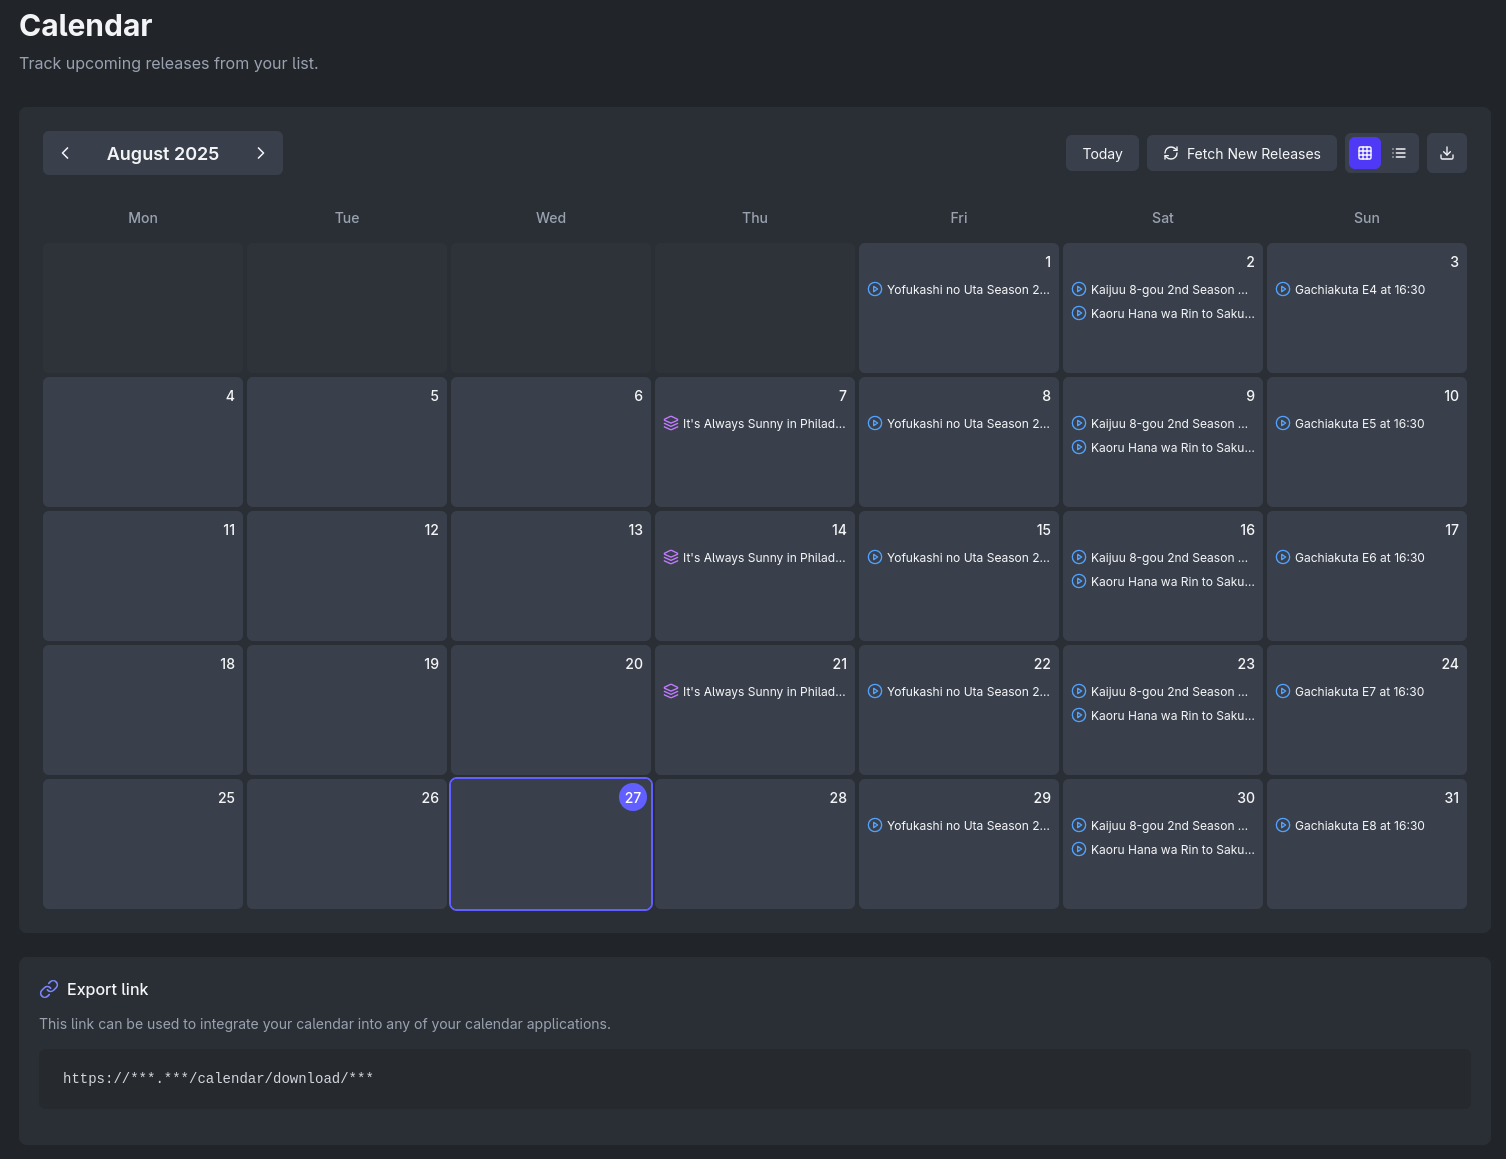 Calendar
Track upcoming releases from your list.
August 2025
Today
Fetch New Releases
Mon Tue Wed Thu Fri Sat Sun
1 2 3
Yofukashi no Uta Season 2... Kaijuu 8-gou 2nd Season ... Gachiakuta E4 at 16:30
Kaoru Hana wa Rin to Saku...
4 5 6 7 8 9 10
It's Always Sunny in Philad... Yofukashi no Uta Season 2... Kaijuu 8-gou 2nd Season ... Gachiakuta E5 at 16:30
Kaoru Hana wa Rin to Saku...
11 12 13 14 15 16 17
It's Always Sunny in Philad... Yofukashi no Uta Season 2... Kaijuu 8-gou 2nd Season ... Gachiakuta E6 at 16:30
Kaoru Hana wa Rin to Saku...
18 19 20 21 22 23 24
It's Always Sunny in Philad... Yofukashi no Uta Season 2... Kaijuu 8-gou 2nd Season ... Gachiakuta E7 at 16:30
Kaoru Hana wa Rin to Saku...
25 26 27 28 29 30 31
Yofukashi no Uta Season 2... Kaijuu 8-gou 2nd Season ... Gachiakuta E8 at 16:30
Kaoru Hana wa Rin to Saku...
Export link
This link can be used to integrate your calendar into any of your calendar applications.
https://***.***/calendar/download/***